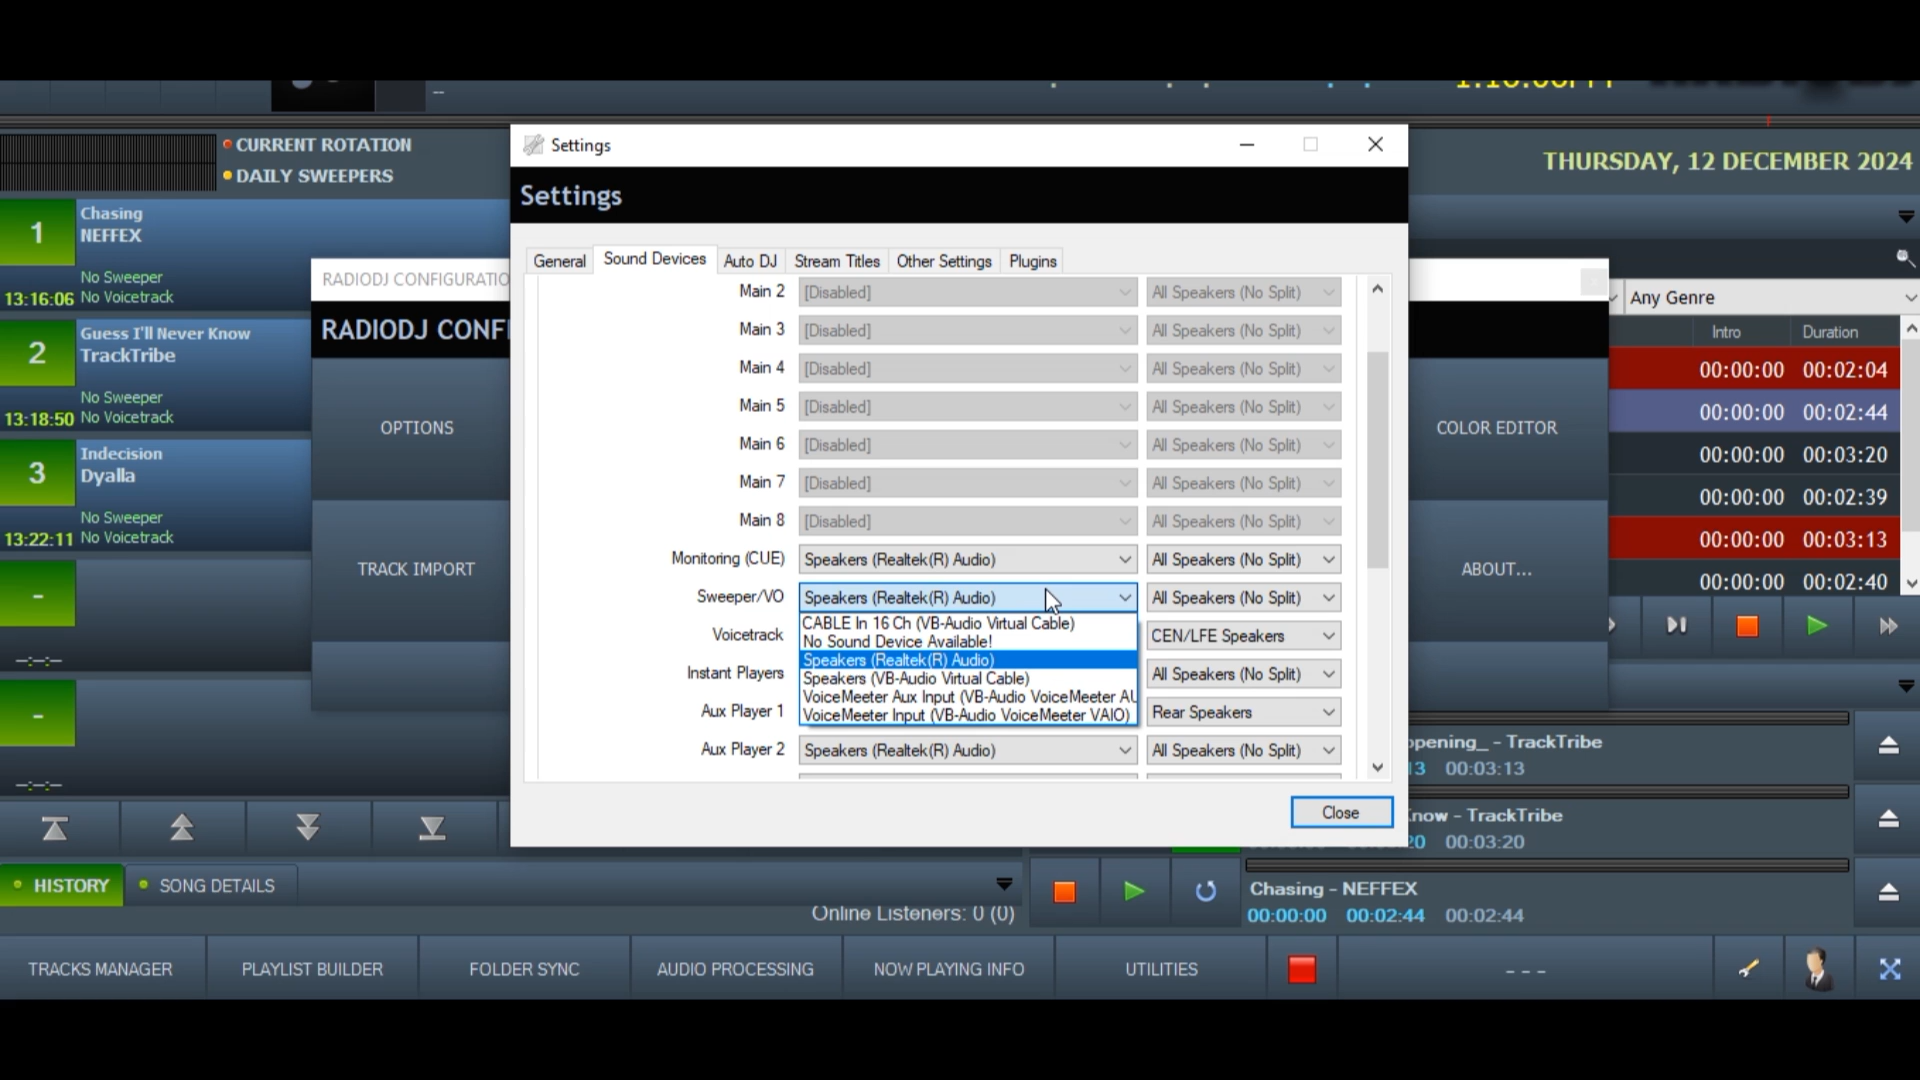 --
CURRENT ROTATION
DAILY SWEEPERS
THURSDAY, 12 DECEMBER 2024
1
Chasing
NEFFEX
No Sweeper
13:16:06 No Voicetrack
2
Guess I'll Never Know
TrackTribe
No Sweeper
13:18:50 No Voicetrack
3
Indecision
Dyalla
No Sweeper
13:22:11 No Voicetrack
-
--:--:--
-
--:--:--
RADIODJ CONFIGURATIO
RADIODJ CONF
OPTIONS
TRACK IMPORT
COLOR EDITOR
ABOUT...
Settings
Settings
General Sound Devices Auto DJ Stream Titles Other Settings Plugins
Main 2 [Disabled] All Speakers (No Split)
Main 3 [Disabled] All Speakers (No Split)
Main 4 [Disabled] All Speakers (No Split)
Main 5 [Disabled] All Speakers (No Split)
Main 6 [Disabled] All Speakers (No Split)
Main 7 [Disabled] All Speakers (No Split)
Main 8 [Disabled] All Speakers (No Split)
Monitoring (CUE) Speakers (Realtek(R) Audio) All Speakers (No Split)
Sweeper/VO Speakers (Realtek(R) Audio) All Speakers (No Split)
CABLE In 16 Ch (VB-Audio Virtual Cable)
No Sound Device Available!
Speakers (Realtek(R) Audio)
Speakers (VB-Audio Virtual Cable)
VoiceMeeter Aux Input (VB-Audio VoiceMeeter AU
VoiceMeeter Input (VB-Audio VoiceMeeter VAIO)
Voicetrack CEN/LFE Speakers
Instant Players All Speakers (No Split)
Aux Player 1 Rear Speakers
Aux Player 2 Speakers (Realtek(R) Audio) All Speakers (No Split)
Close
Any Genre
Intro Duration
00:00:00 00:02:04
00:00:00 00:02:44
00:00:00 00:03:20
00:00:00 00:02:39
00:00:00 00:03:13
00:00:00 00:02:40
opening_ - TrackTribe
13 00:03:13
Know - TrackTribe
20 00:03:20
Chasing - NEFFEX
00:00:00 00:02:44 00:02:44
HISTORY SONG DETAILS
Online Listeners: 0 (0)
TRACKS MANAGER PLAYLIST BUILDER FOLDER SYNC AUDIO PROCESSING NOW PLAYING INFO UTILITIES - - -